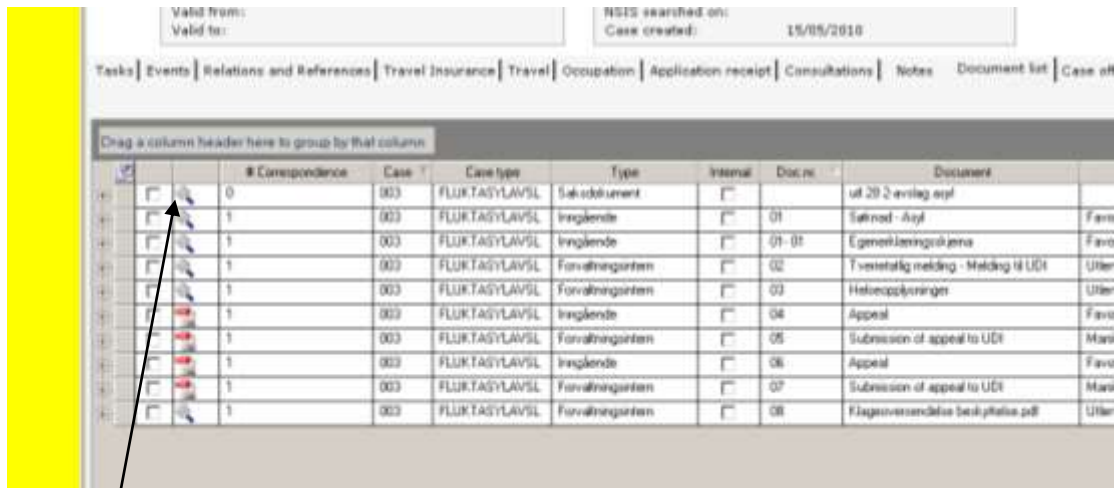 Valid from: NSIS searched on:
Valid to: Case created: 15/05/2010
Tasks Events Relations and References Travel Insurance Travel Occupation Application receipt Consultations Notes Document list Case off
Drag a column header here to group by that column
# Correspondence Case Case type Type Internal Doc.nr. Document
0 003 FLUKTASYLAVSL Saksdokument utl 28 2 avslag asyl
1 003 FLUKTASYLAVSL Inngående 01 Søknad - Asyl Favo
1 003 FLUKTASYLAVSL Inngående 01-01 Egenerklæringsskjema Favo
1 003 FLUKTASYLAVSL Forvaltningsintern 02 Tverretatlig melding - Melding til UDI Utlen
1 003 FLUKTASYLAVSL Forvaltningsintern 03 Helseopplysninger Utlen
1 003 FLUKTASYLAVSL Inngående 04 Appeal Favo
1 003 FLUKTASYLAVSL Forvaltningsintern 05 Submission of appeal to UDI Mani
1 003 FLUKTASYLAVSL Inngående 06 Appeal Favo
1 003 FLUKTASYLAVSL Forvaltningsintern 07 Submission of appeal to UDI Mani
1 003 FLUKTASYLAVSL Forvaltningsintern 08 Klageoversendelse beskyttelse.pdf Utlen